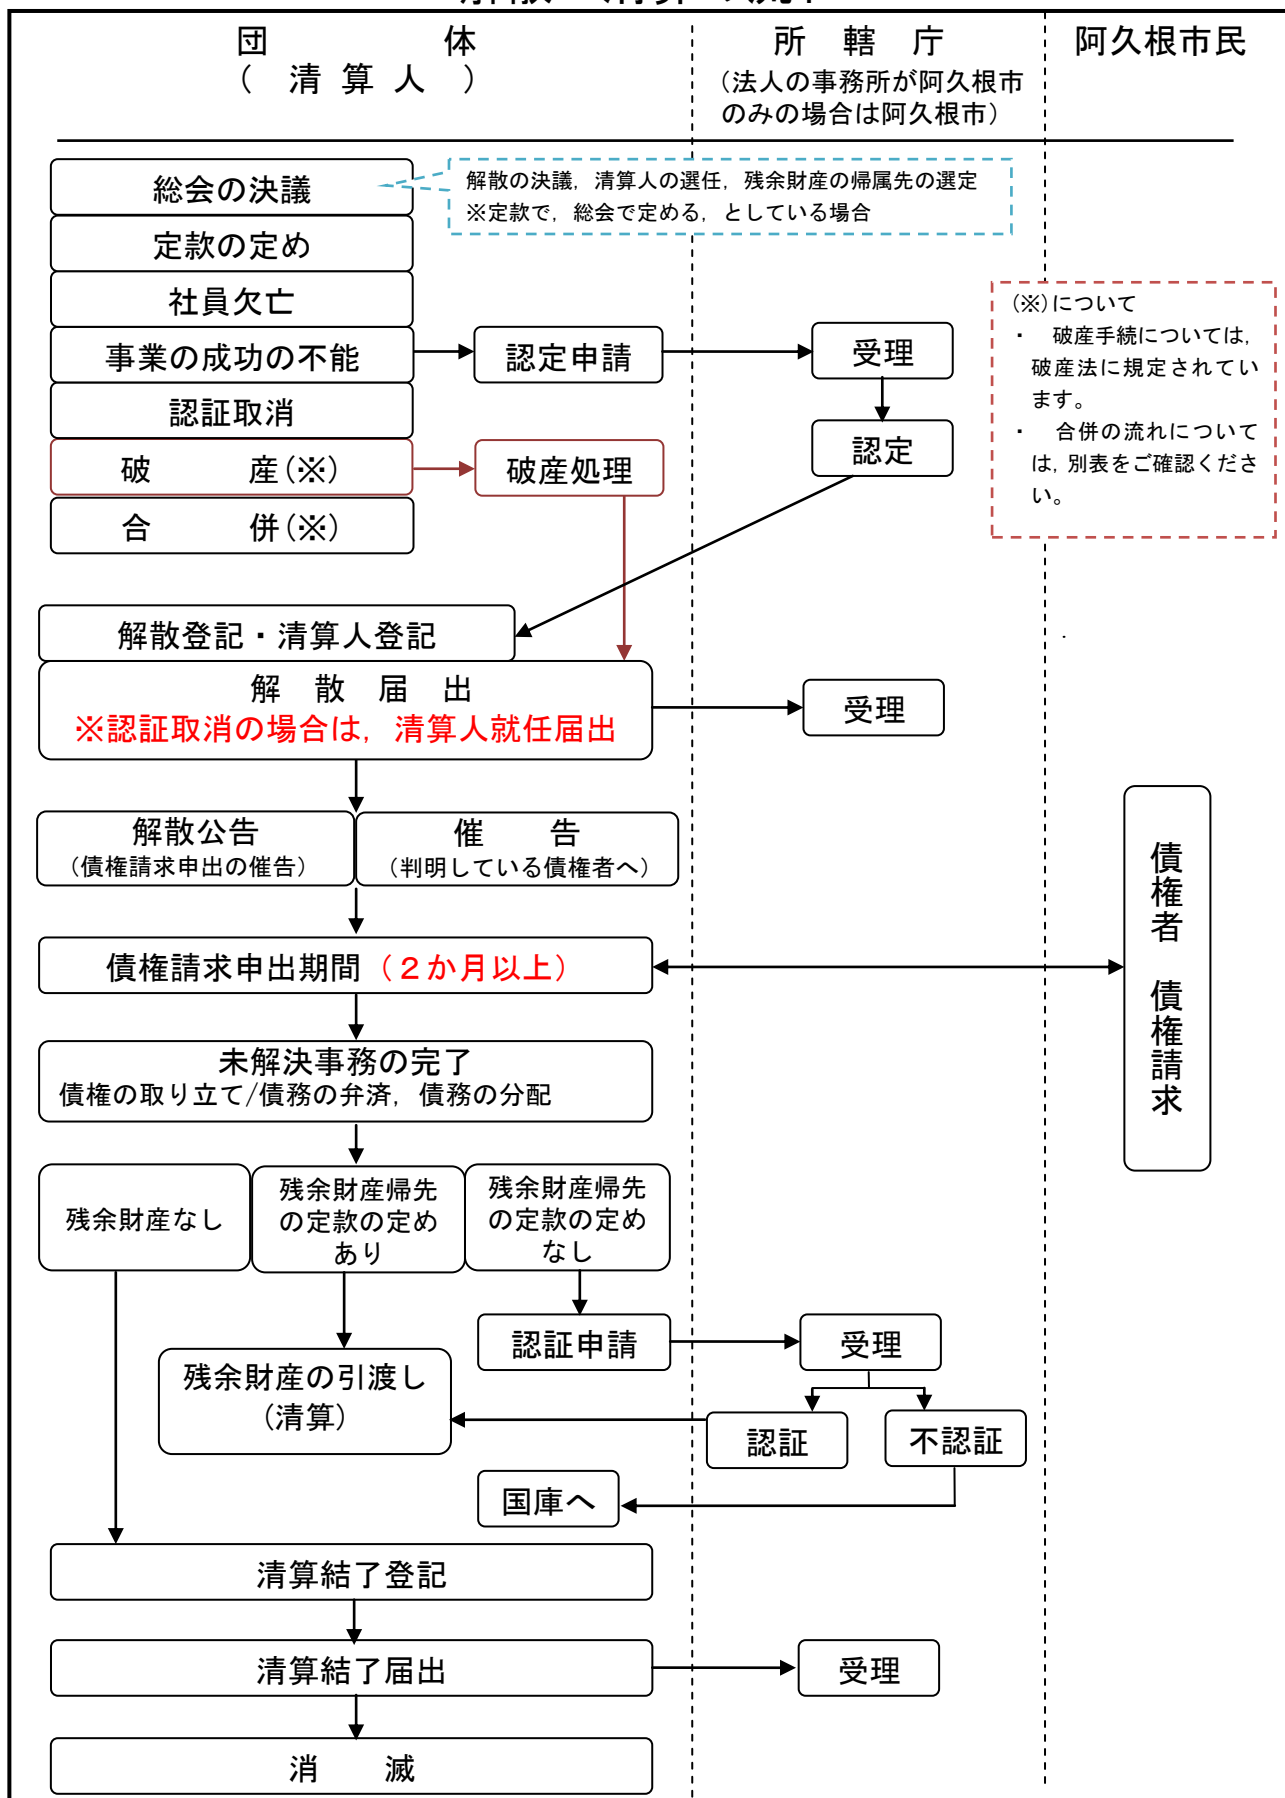 団　　　体
（ 清 算 人 ）
所　轄　庁
（法人の事務所が阿久根市
のみの場合は阿久根市）
阿久根市民
総会の決議
解散の決議，清算人の選任，残余財産の帰属先の選定
※定款で，総会で定める，としている場合
定款の定め
社員欠亡
事業の成功の不能
認定申請
受理
認証取消
認定
破　　　産(※)
破産処理
合　　　併(※)
(※)について
・　破産手続については，
破産法に規定されてい
ます。
・　合併の流れについて
は，別表をご確認くださ
い。
解散登記・清算人登記
解　散　届　出
※認証取消の場合は，清算人就任届出
受理
解散公告
（債権請求申出の催告）
催　　告
（判明している債権者へ）
債権請求申出期間（２か月以上）
債権者　債権請求
未解決事務の完了
債権の取り立て/債務の弁済，債務の分配
残余財産なし
残余財産帰先
の定款の定め
あり
残余財産帰先
の定款の定め
なし
認証申請
受理
残余財産の引渡し
（清算）
認証
不認証
国庫へ
清算結了登記
清算結了届出
受理
消　　滅